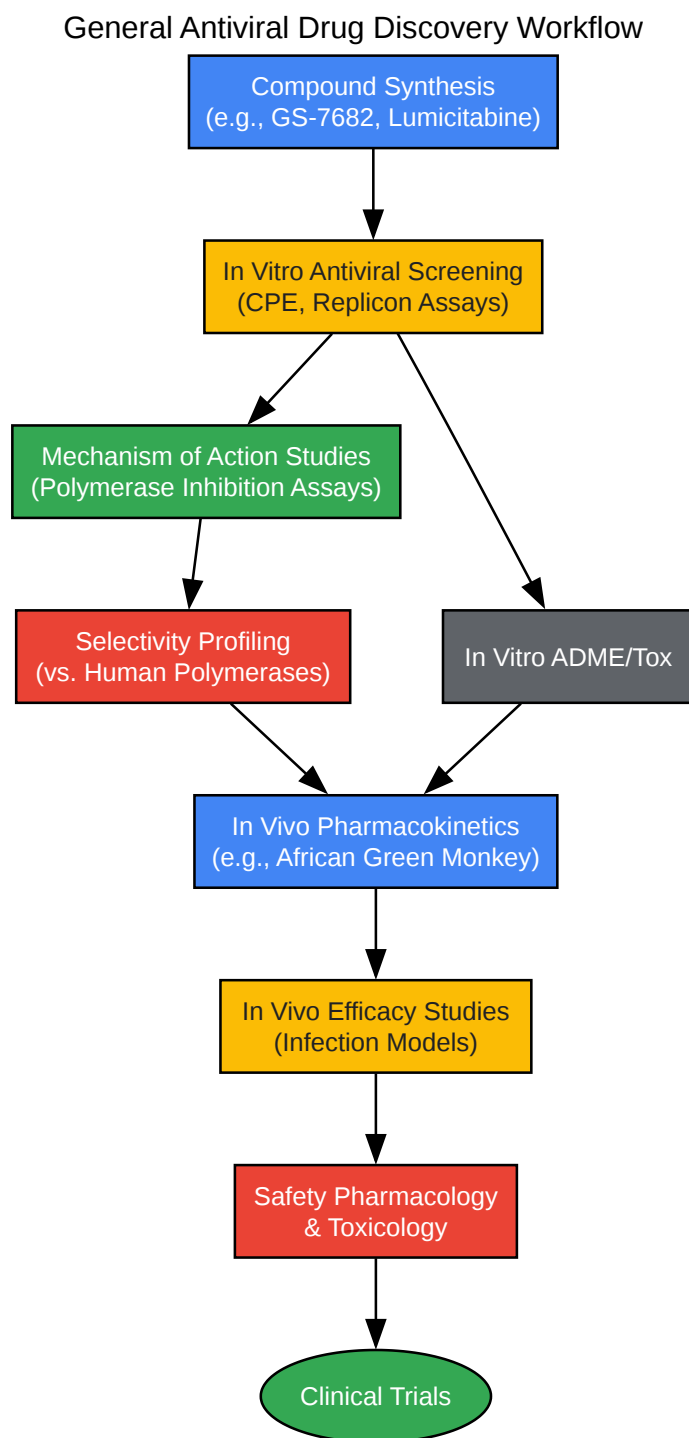 General Antiviral Drug Discovery Workflow
Compound Synthesis
(e.g., GS-7682, Lumicitabine)
In Vitro Antiviral Screening
(CPE, Replicon Assays)
Mechanism of Action Studies
(Polymerase Inhibition Assays)
Selectivity Profiling
(vs. Human Polymerases)
In Vitro ADME/Tox
In Vivo Pharmacokinetics
(e.g., African Green Monkey)
In Vivo Efficacy Studies
(Infection Models)
Safety Pharmacology
& Toxicology
Clinical Trials